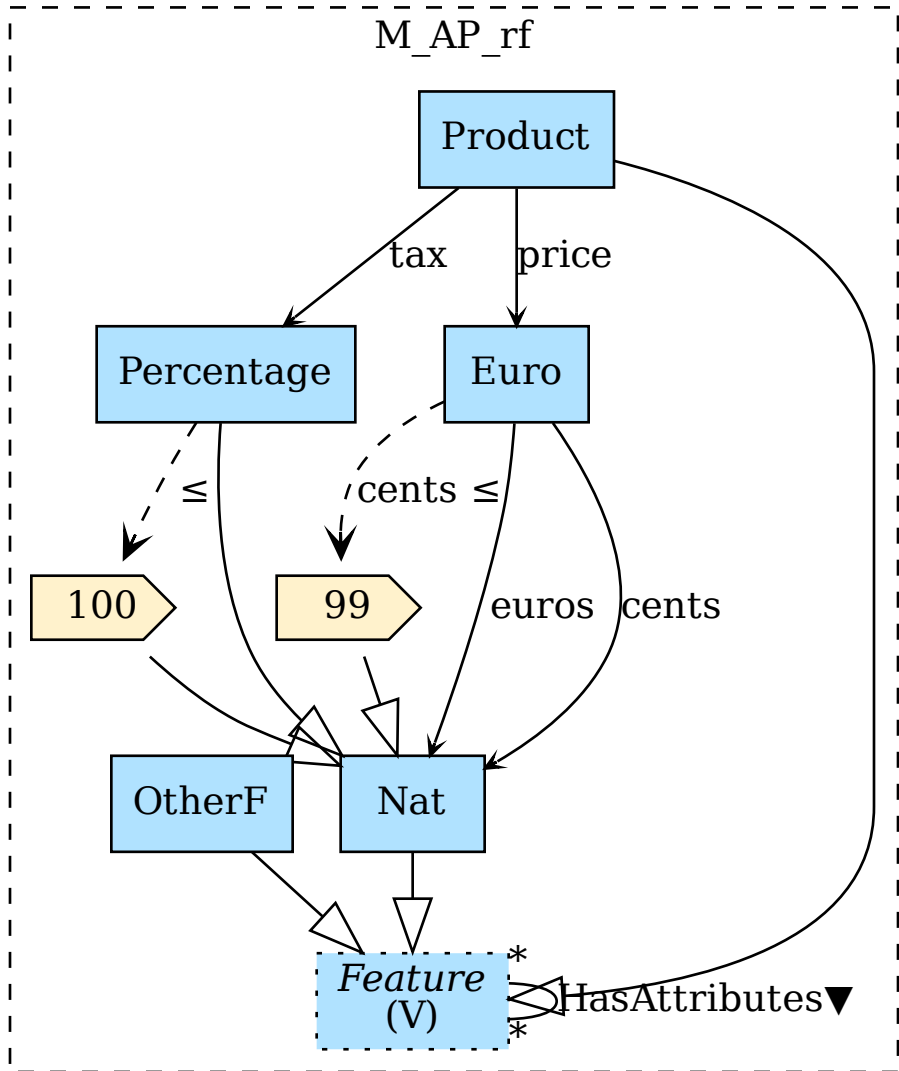 M_AP_rf
Product
tax
price
Percentage
Euro
≤
cents ≤
100
99
euros
cents
OtherF
Nat
*
Feature
(V)
HasAttributes▼
*